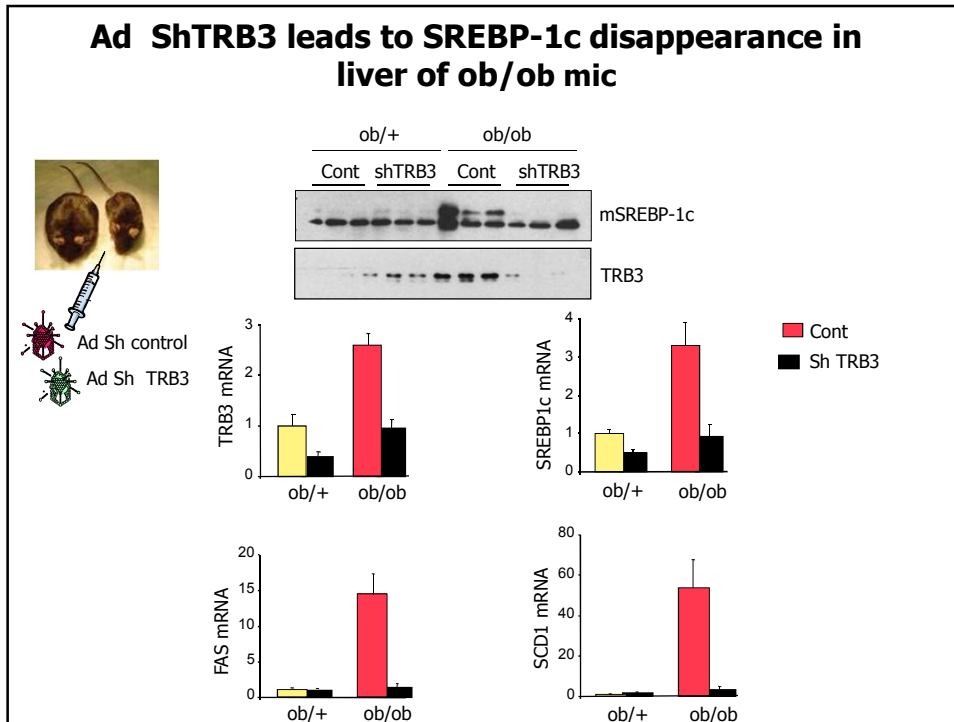 Ad ShTRB3 leads to SREBP-1c disappearance in
liver of ob/ob mic
ob/+ ob/ob
Cont shTRB3 Cont shTRB3
mSREBP-1c
TRB3
Ad Sh control
Ad Sh TRB3
TRB3 mRNA
3
2
1
0
ob/+ ob/ob
SREBP1c mRNA
4
3
2
1
0
ob/+ ob/ob
Cont
Sh TRB3
FAS mRNA
20
15
10
5
0
ob/+ ob/ob
SCD1 mRNA
80
60
40
20
0
ob/+ ob/ob